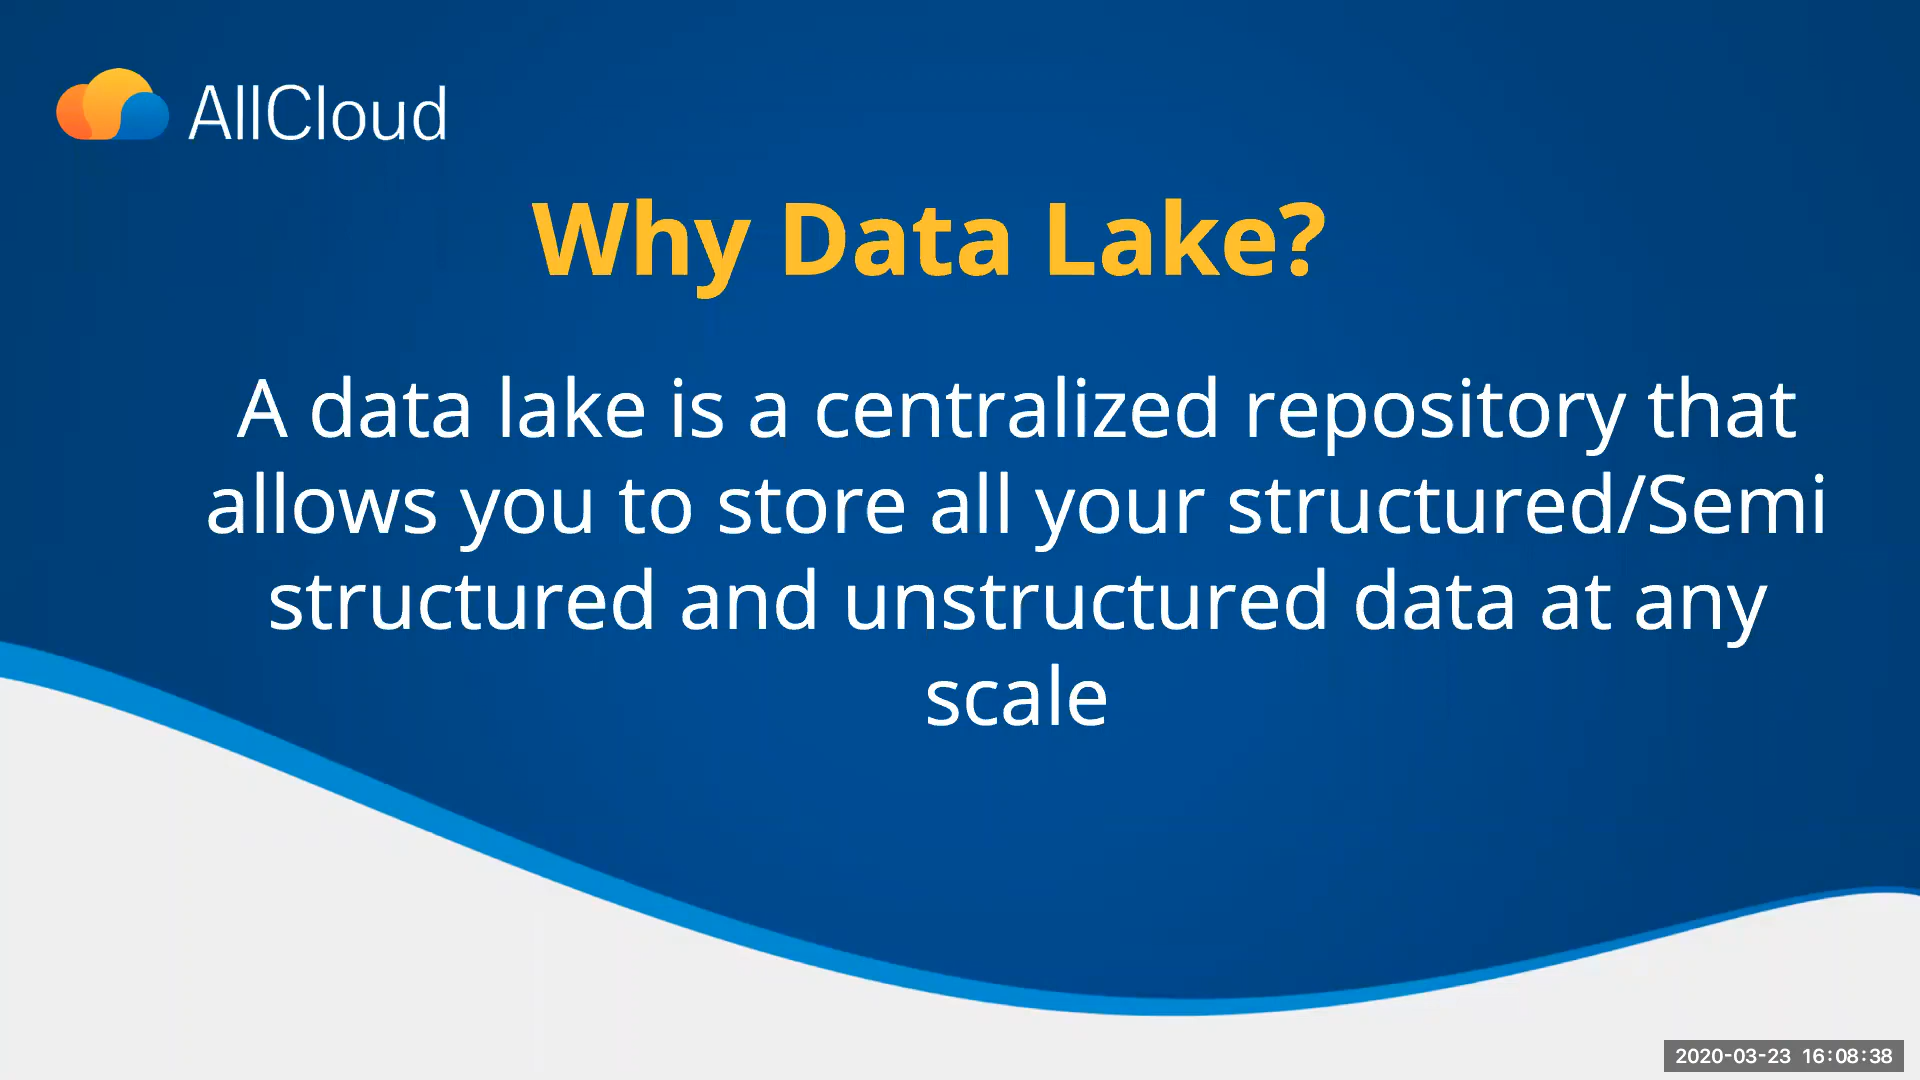 AllCloud
Why Data Lake?
A data lake is a centralized repository that
allows you to store all your structured/Semi
structured and unstructured data at any
scale
2020-03-23 16:08:38